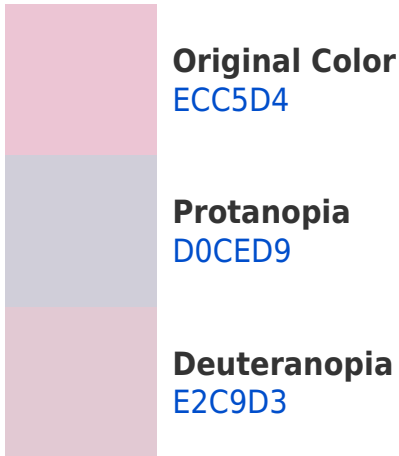 Original Color
ECC5D4
Protanopia
D0CED9
Deuteranopia
E2C9D3